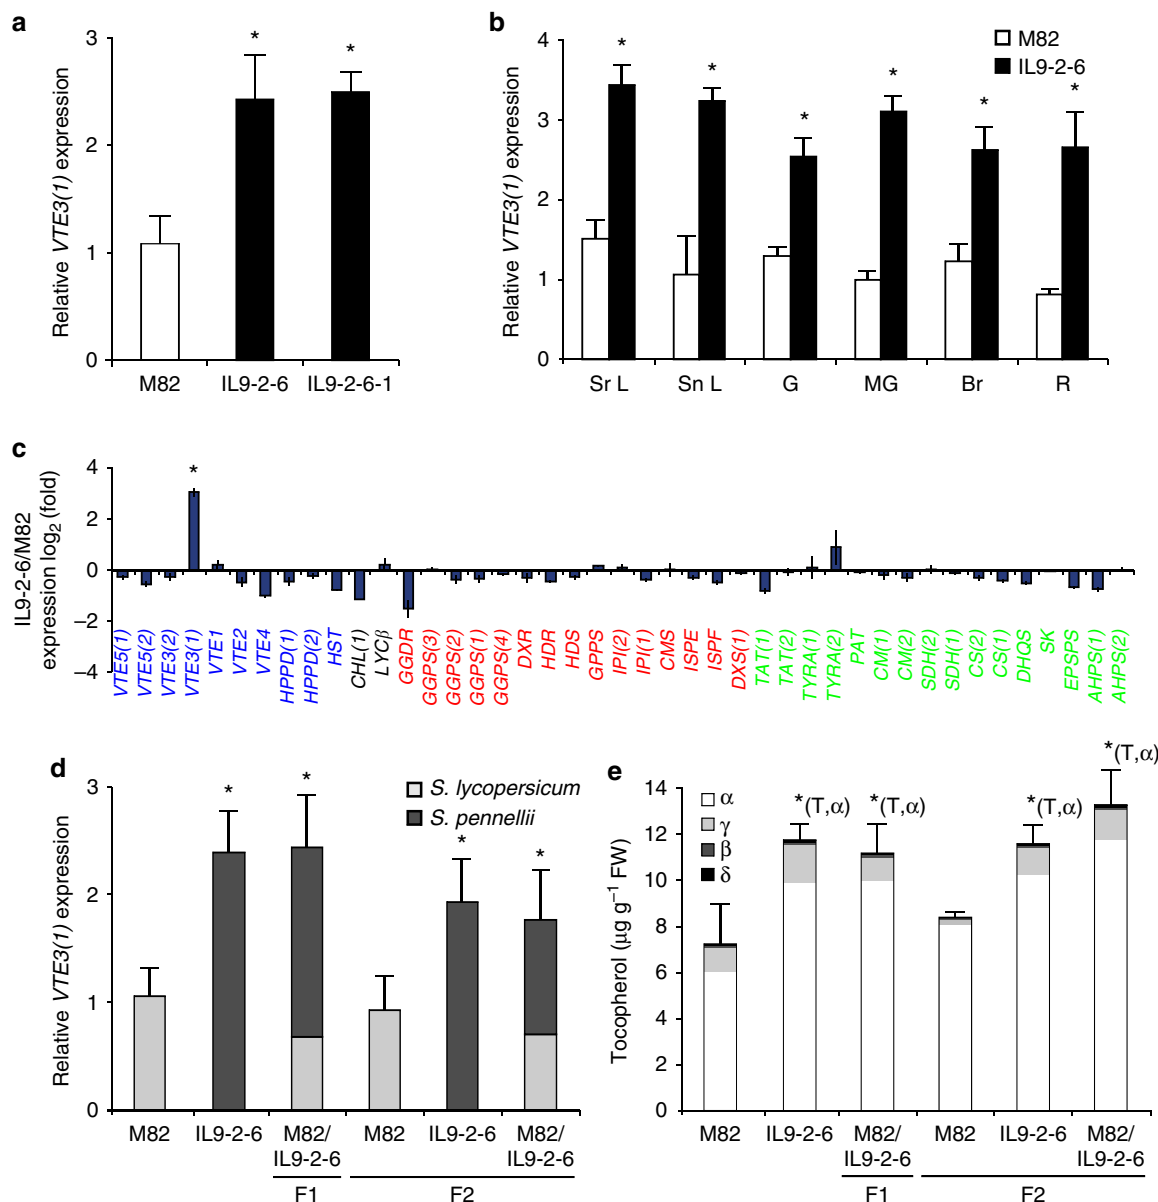 a
Relative VTE3(1) expression
3
2
1
0
*
*
M82
IL9-2-6
IL9-2-6-1
b
Relative VTE3(1) expression
4
3
2
1
0
M82
IL9-2-6
*
*
*
*
*
*
Sr L
Sn L
G
MG
Br
R
c
IL9-2-6/M82
expression log2 (fold)
4
2
0
−2
−4
*
VTE5(1)
VTE5(2)
VTE3(2)
VTE3(1)
VTE1
VTE2
VTE4
HPPD(1)
HPPD(2)
HST
CHL(1)
LYCβ
GGDR
GGPS(3)
GGPS(2)
GGPS(1)
GGPS(4)
DXR
HDR
HDS
GPPS
IPI(2)
IPI(1)
CMS
ISPE
ISPF
DXS(1)
TAT(1)
TAT(2)
TYRA(1)
TYRA(2)
PAT
CM(1)
CM(2)
SDH(2)
SDH(1)
CS(2)
CS(1)
DHQS
SK
EPSPS
AHPS(1)
AHPS(2)
d
Relative VTE3(1) expression
3
2
1
0
S. lycopersicum
S. pennellii
*
*
*
*
M82
IL9-2-6
M82/
IL9-2-6
M82
IL9-2-6
M82/
IL9-2-6
F1
F2
e
Tocopherol (μg g−1 FW)
14
12
10
8
6
4
2
0
α
γ
β
δ
*(T,α)
*(T,α)
*(T,α)
*(T,α)
M82
IL9-2-6
M82/
IL9-2-6
M82
IL9-2-6
M82/
IL9-2-6
F1
F2